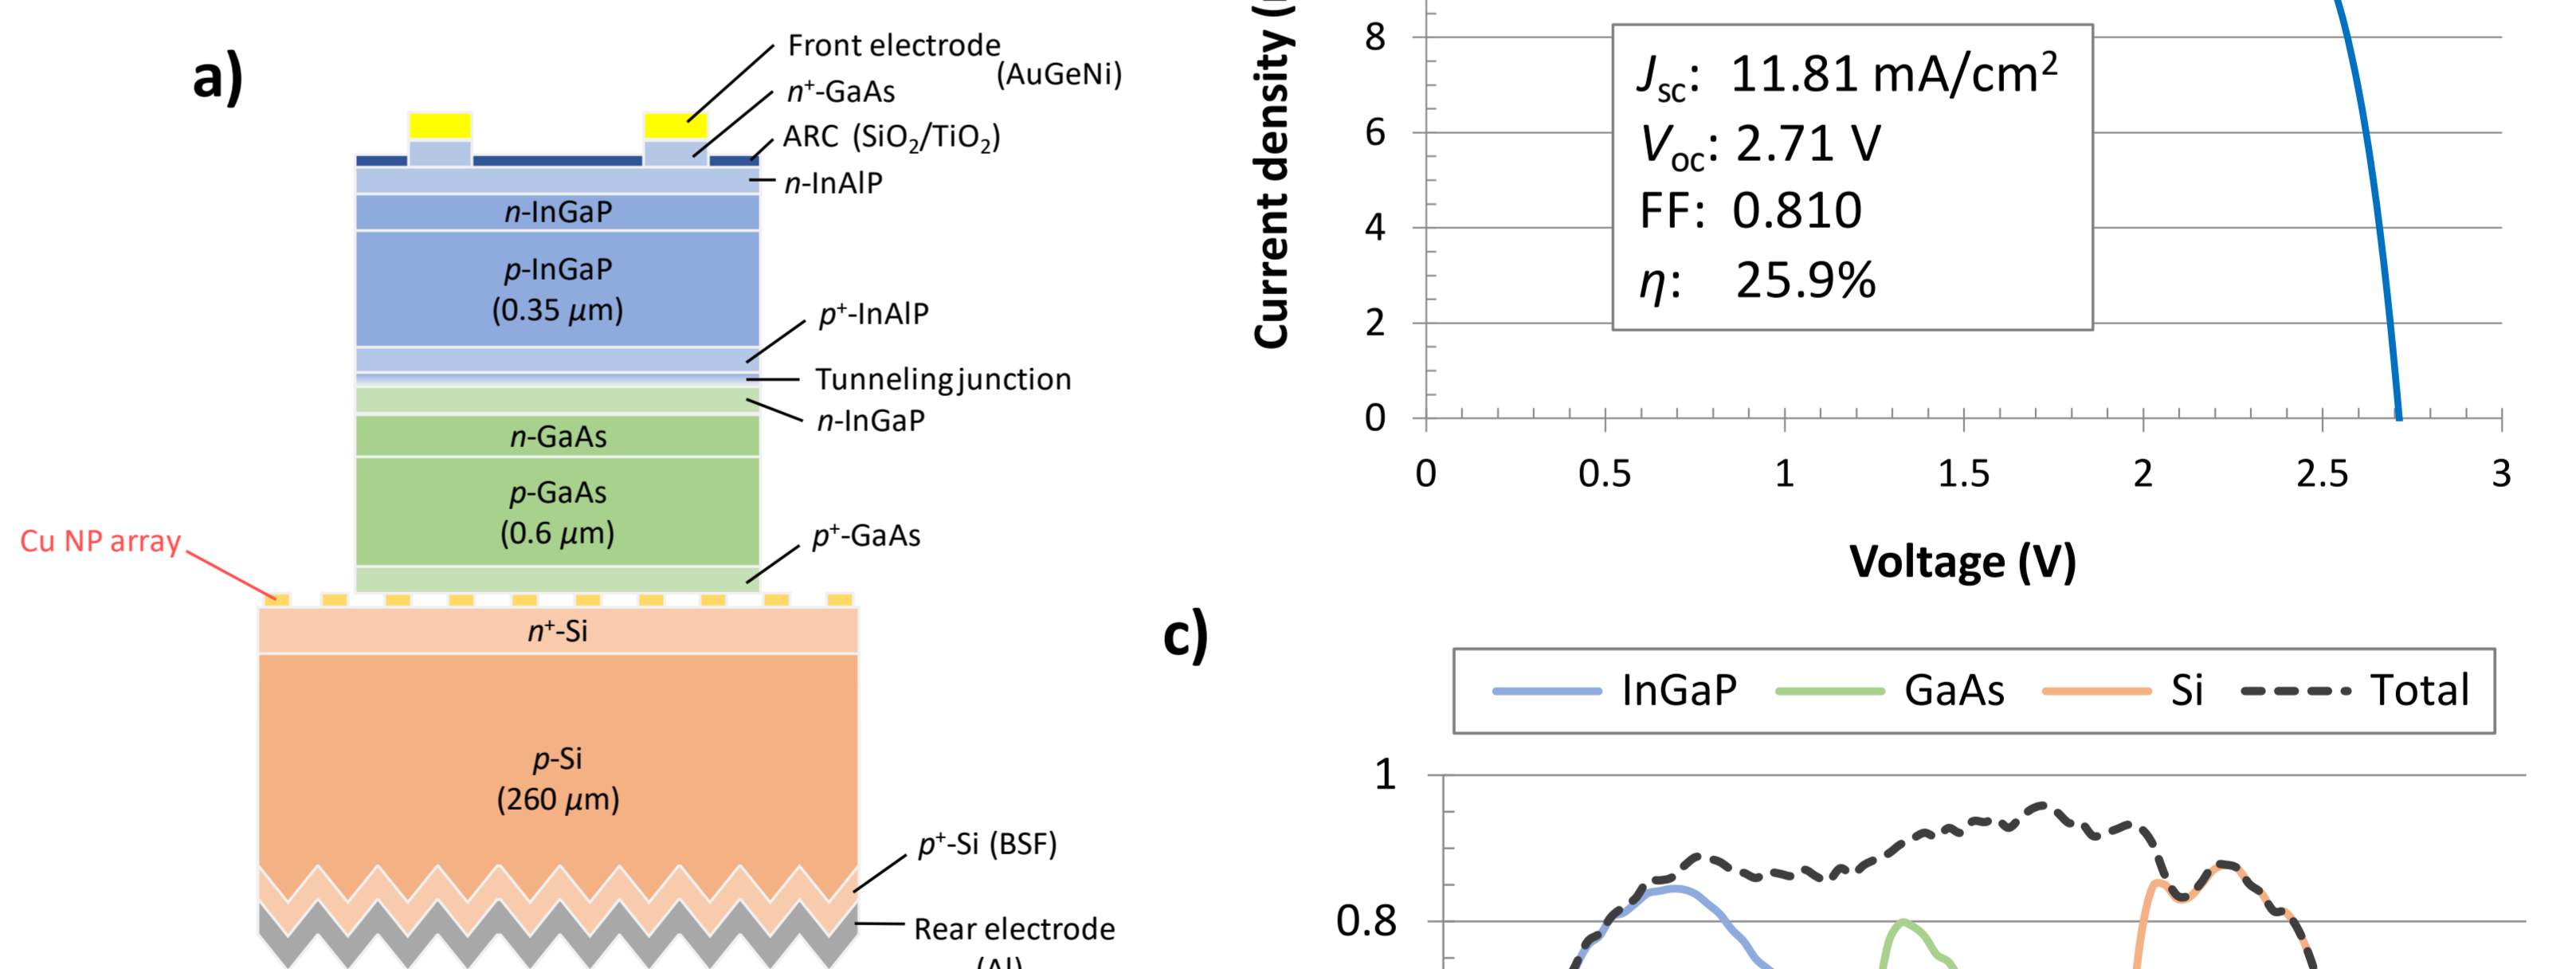 a)
Front electrode
(AuGeNi)
n⁺-GaAs
ARC (SiO₂/TiO₂)
n-InAlP
n-InGaP
p-InGaP
(0.35 μm)
p⁺-InAlP
Tunneling junction
n-InGaP
n-GaAs
p-GaAs
(0.6 μm)
p⁺-GaAs
Cu NP array
n⁺-Si
p-Si
(260 μm)
p⁺-Si (BSF)
Rear electrode
(Al)
Current density (
8
6
4
2
0
Jsc: 11.81 mA/cm²
Voc: 2.71 V
FF: 0.810
η: 25.9%
0 0.5 1 1.5 2 2.5 3
Voltage (V)
c)
InGaP GaAs Si Total
1
0.8